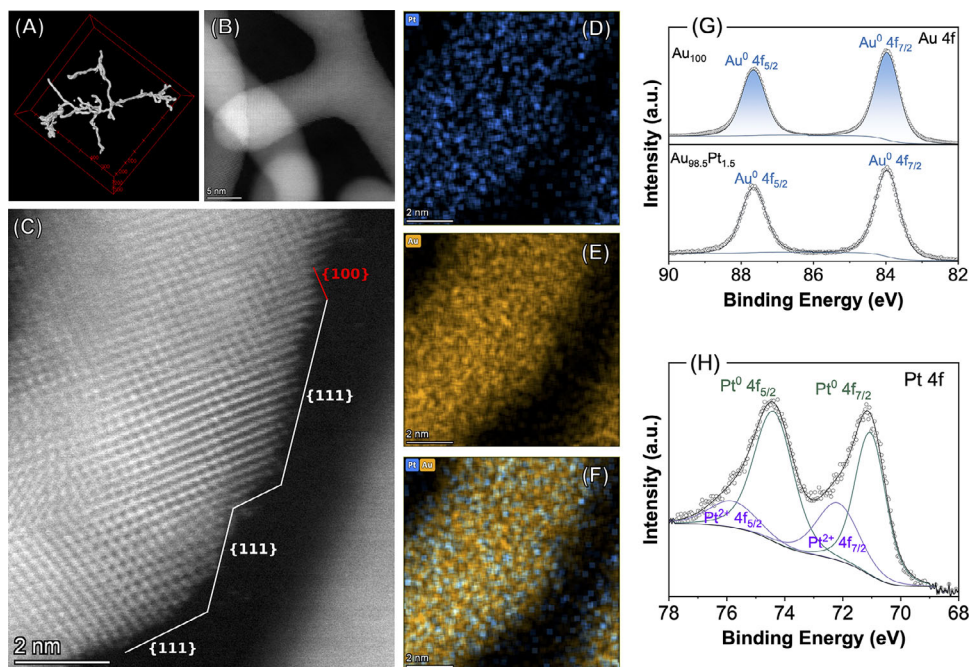 (A)
(B)
5 nm
(C)
{100}
{111}
{111}
{111}
2 nm
Pt
(D)
2 nm
Au
(E)
2 nm
Pt Au
(F)
2 nm
(G)
Au 4f
Au₁₀₀
Au⁰ 4f₅/₂
Au⁰ 4f₇/₂
Au₉₈.₅Pt₁.₅
Au⁰ 4f₅/₂
Au⁰ 4f₇/₂
Intensity (a.u.)
90 88 86 84 82
Binding Energy (eV)
(H)
Pt 4f
Pt⁰ 4f₅/₂
Pt⁰ 4f₇/₂
Pt²⁺ 4f₅/₂
Pt²⁺ 4f₇/₂
Intensity (a.u.)
78 76 74 72 70 68
Binding Energy (eV)